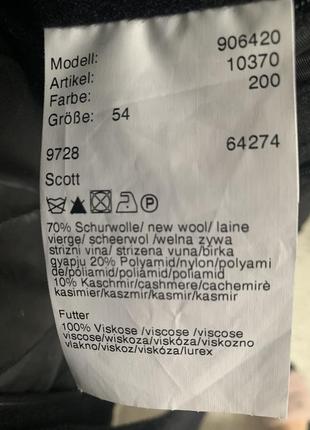 Modell: 906420
Artikel: 10370
Farbe: 200
Größe: 54
9728 64274
Scott
P
70% Schurwolle/ new wool/ laine
vierge/ scheerwol /welna zywa
strizni vina/ strizena vuna/birka
gyapju 20% Polyamid/nylon/polyami
de/poliamid/poliamid/poliamid
10% Kaschmir/cashmere/cachemirè
kasimier/kaszmir/kasmir/kasmir
Futter
100% Viskose /viscose /viscose
viscose/wiskoza/viskóza/viskozno
vlakno/viskoz/viskóza/lurex